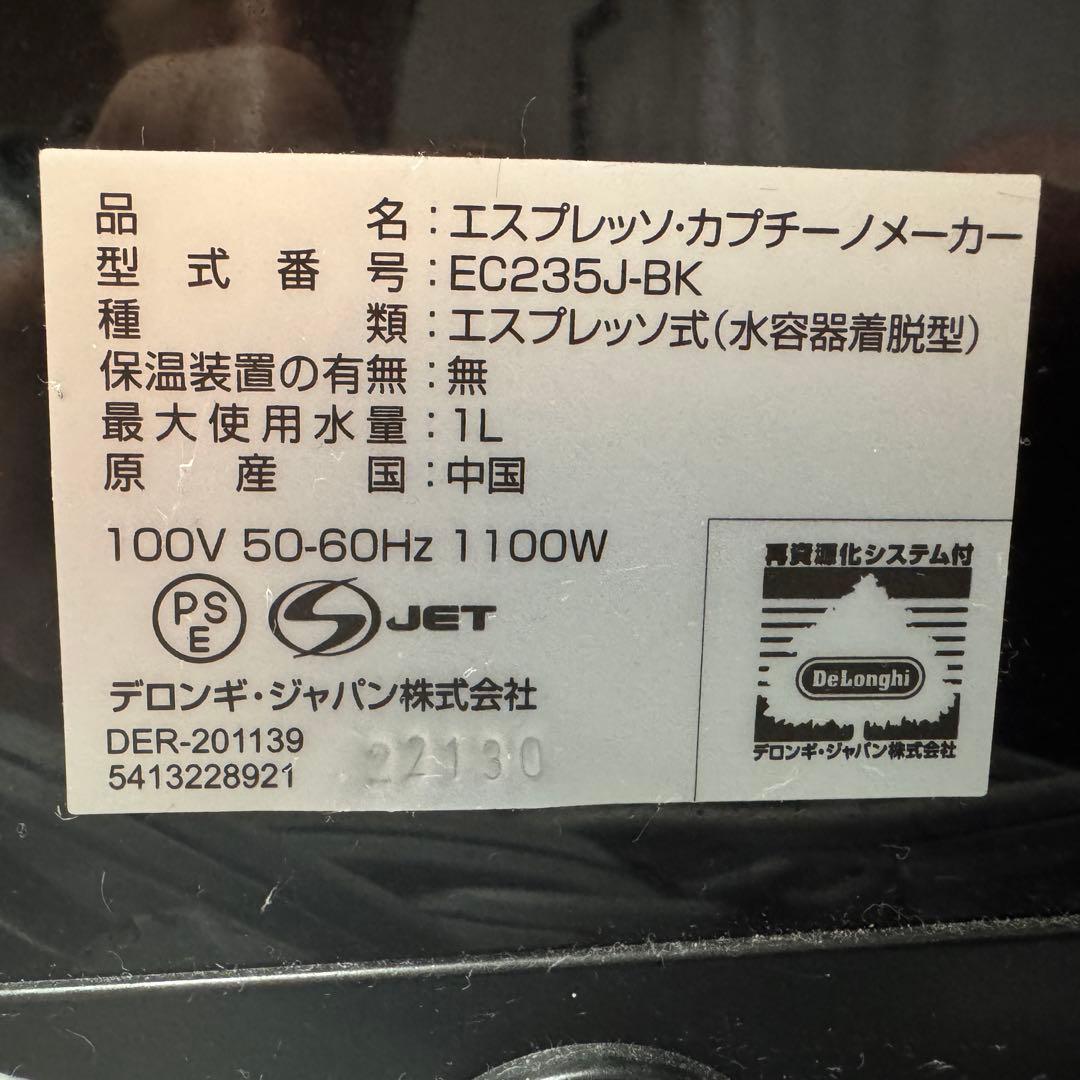 品名：エスプレッソ・カプチーノメーカー
型式番号：EC235J-BK
種類：エスプレッソ式（水容器着脱型）
保温装置の有無：無
最大使用水量：1L
原産国：中国
100V 50-60Hz 1100W
PSE
S JET
デロンギ・ジャパン株式会社
DER-201139
5413228921 22130
再資源化システム付
DeLonghi
デロンギ・ジャパン株式会社